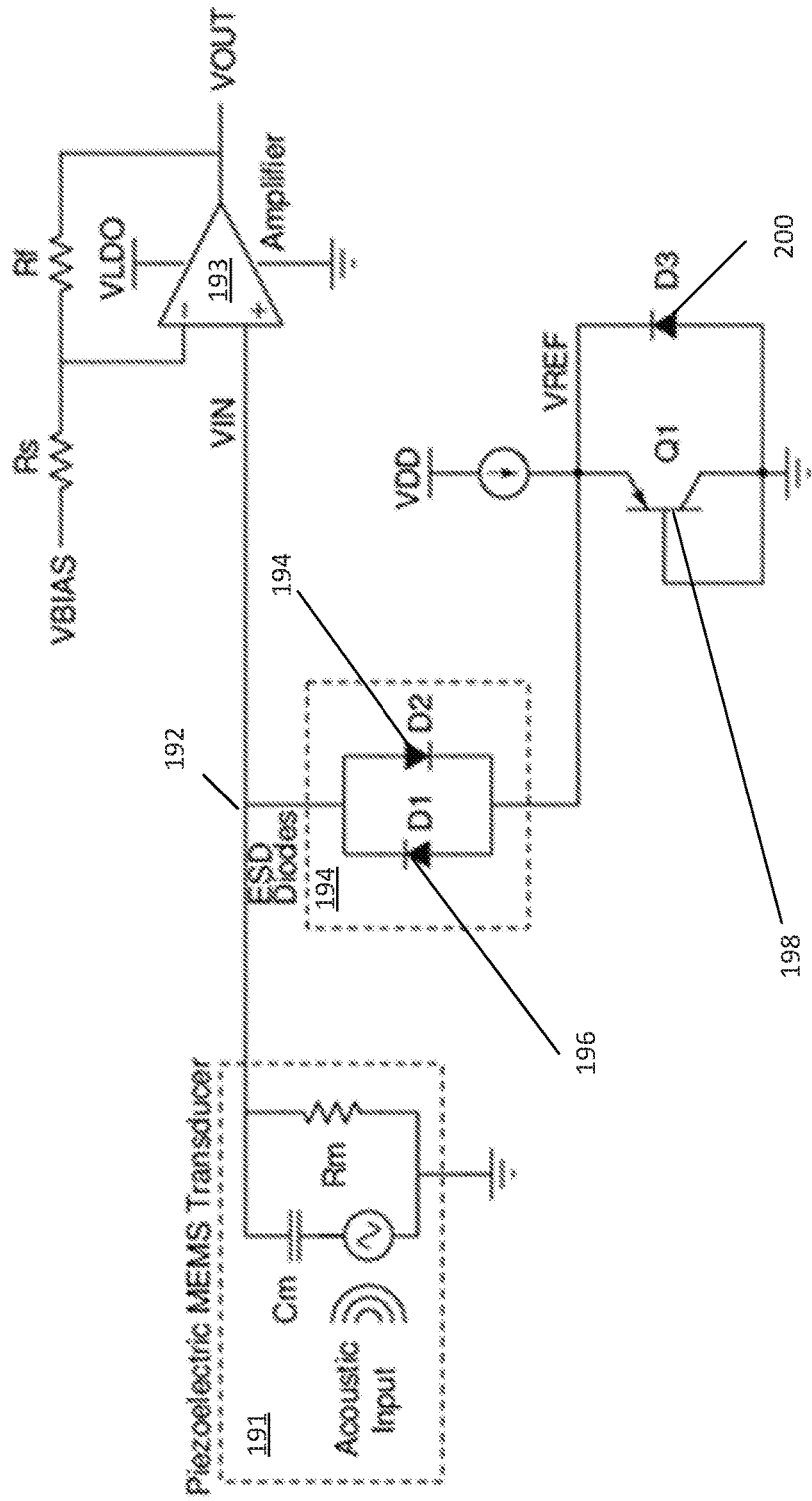 Piezoelectric MEMS Transducer
191
Acoustic
Input
Cm
Rm
192
ESD
Diodes
194
D1
D2
194
196
VBIAS
Rs
Rf
VLDO
VIN
193
-
+
Amplifier
VOUT
VDD
VREF
Q1
D3
198
200